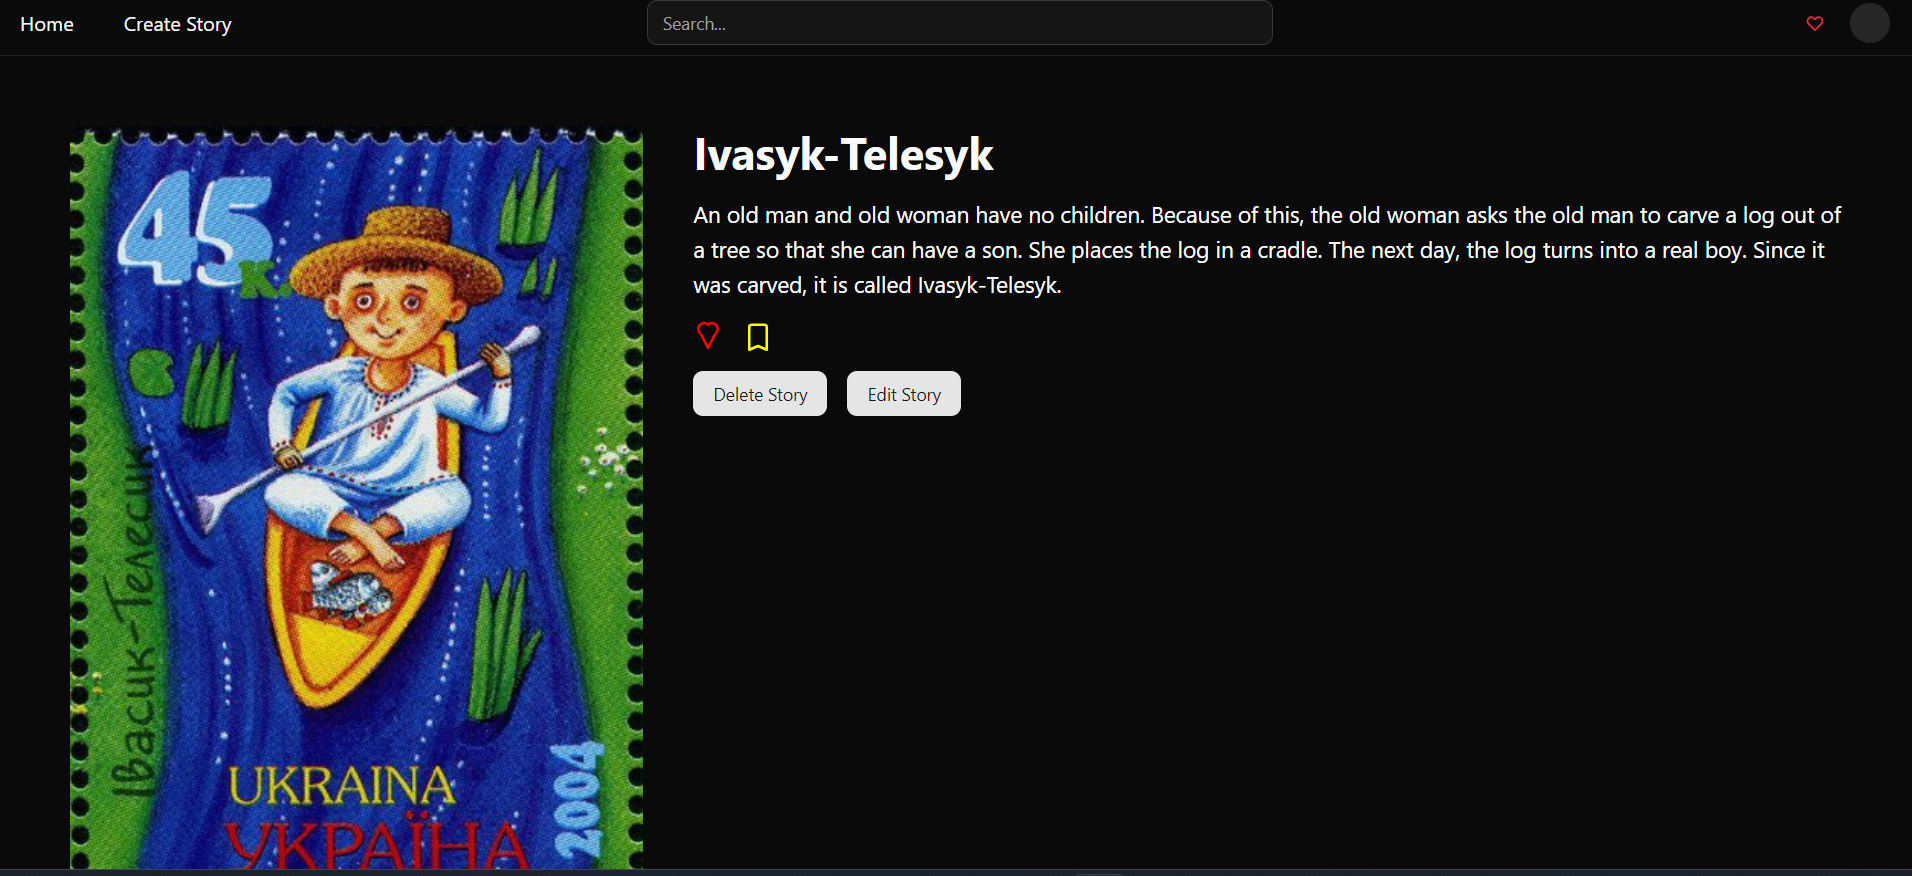 Home
Create Story
Search...
45
к.
Івасик-Телесик
UKRAINA
УКРАЇНА
2004
Ivasyk-Telesyk
An old man and old woman have no children. Because of this, the old woman asks the old man to carve a log out of
a tree so that she can have a son. She places the log in a cradle. The next day, the log turns into a real boy. Since it
was carved, it is called Ivasyk-Telesyk.
Delete Story
Edit Story